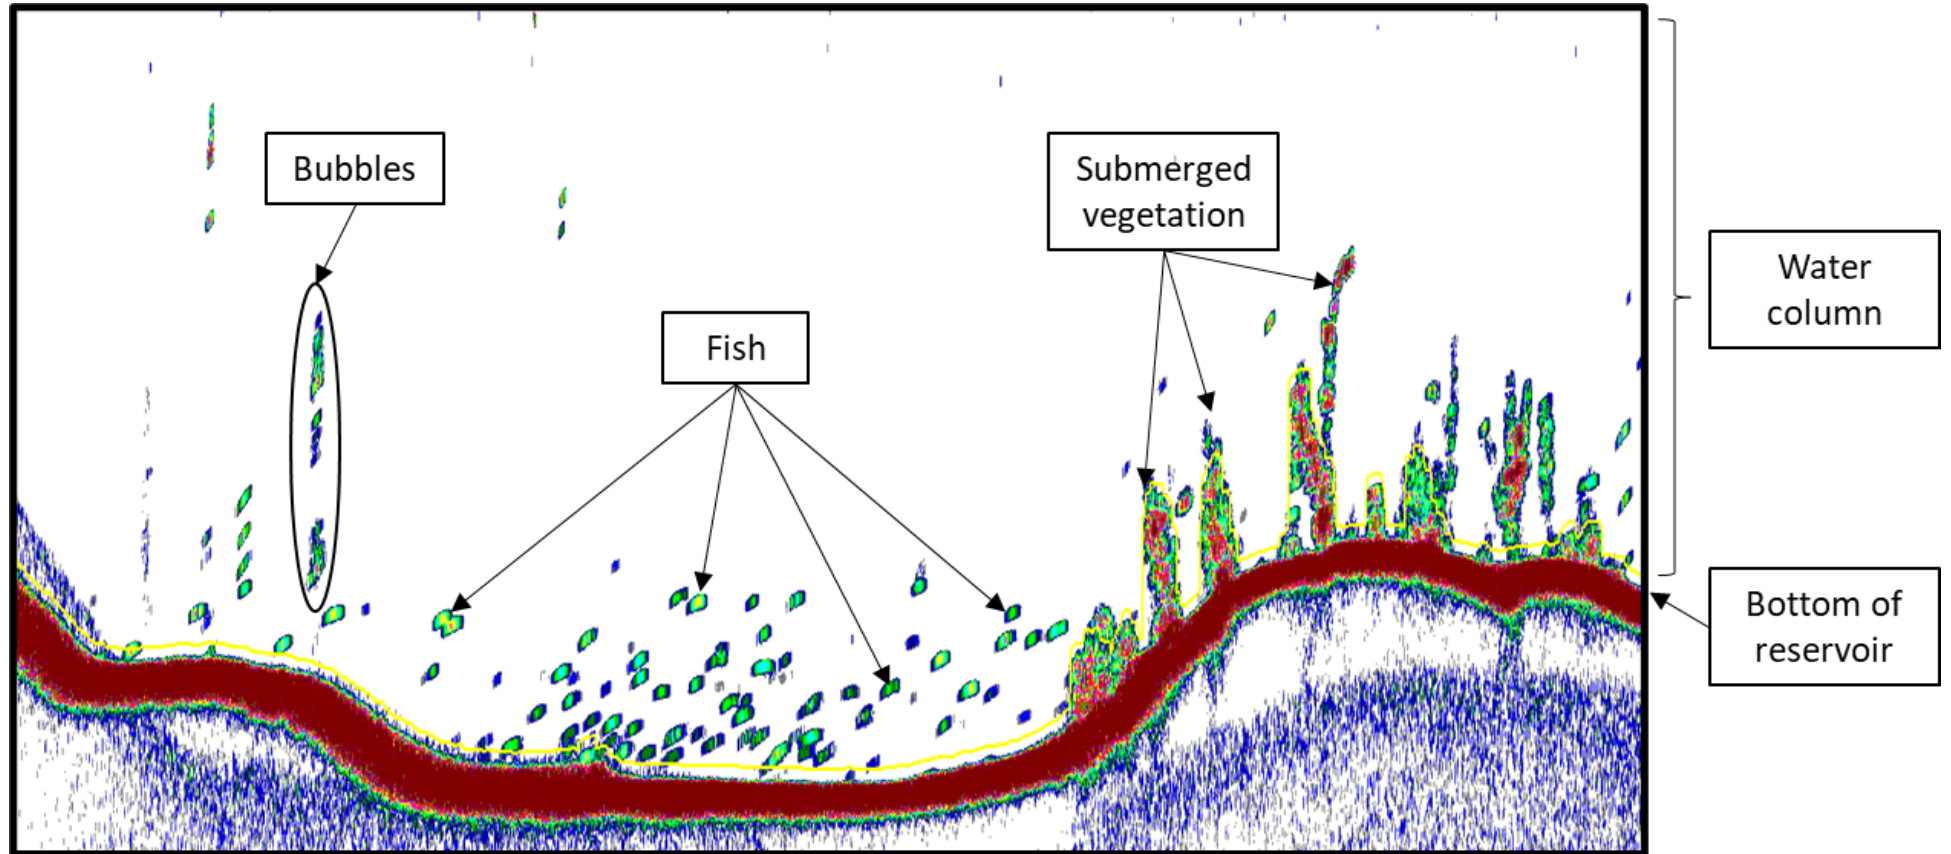 Bubbles
Submerged
vegetation
Water
column
Fish
Bottom of
reservoir